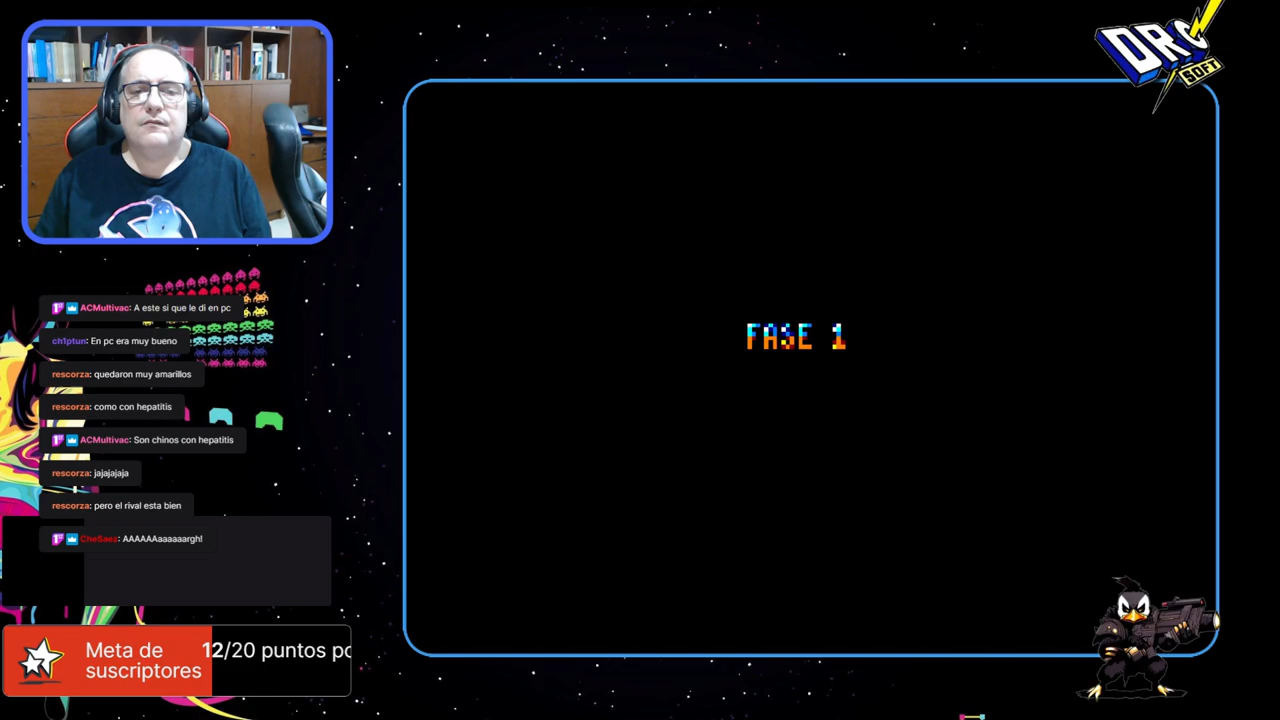 DRC
SOFT
FASE 1
ACMultivac: A este si que le di en pc
ch1ptun: En pc era muy bueno
rescorza: quedaron muy amarillos
rescorza: como con hepatitis
ACMultivac: Son chinos con hepatitis
rescorza: jajajajaja
rescorza: pero el rival esta bien
CheSaez: AAAAAAaaaaaargh!
Meta de
suscriptores
12/20 puntos